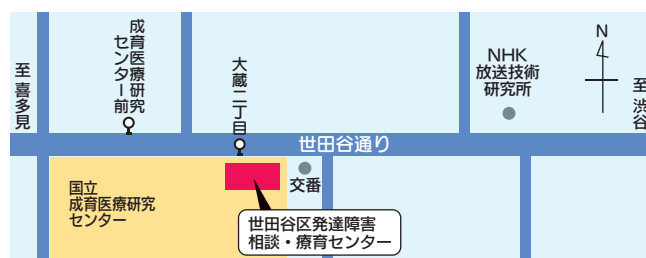 至喜多見
成育医療研究
センター前
大蔵二丁目
NHK
放送技術
研究所
N
至渋谷
世田谷通り
国立
成育医療研究
センター
交番
世田谷区発達障害
相談・療育センター